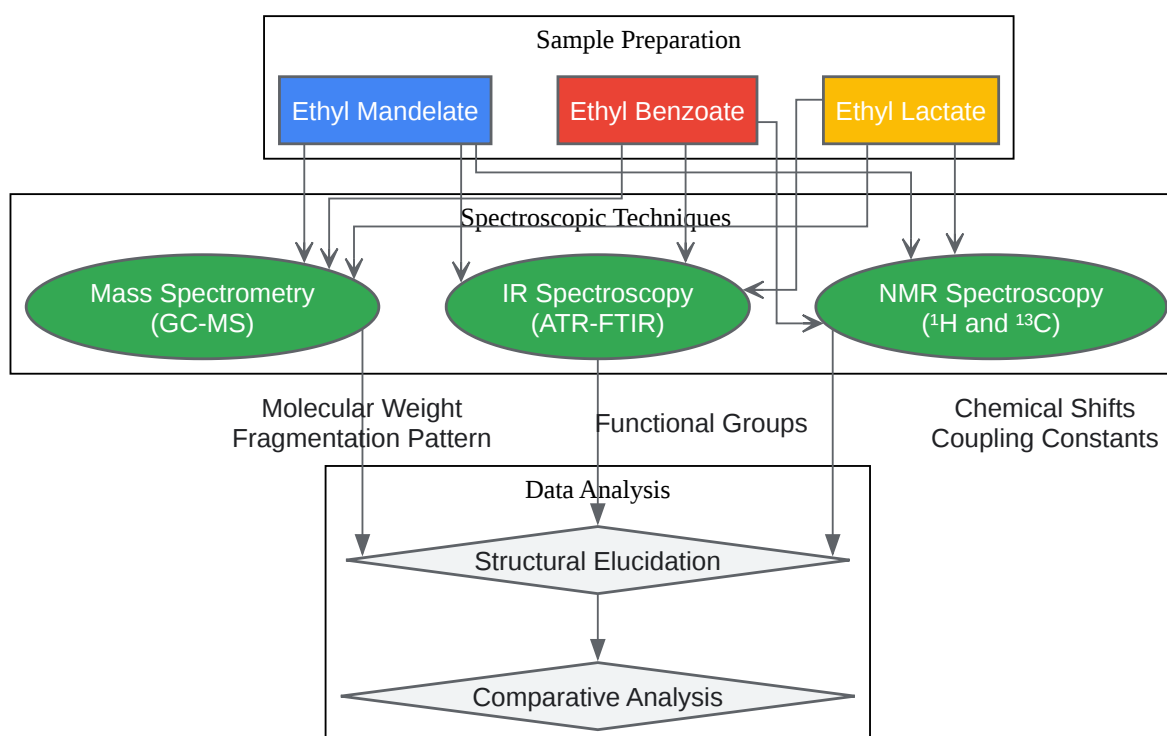 Sample Preparation
Ethyl Mandelate
Ethyl Benzoate
Ethyl Lactate
Spectroscopic Techniques
Mass Spectrometry
(GC-MS)
IR Spectroscopy
(ATR-FTIR)
NMR Spectroscopy
(¹H and ¹³C)
Molecular Weight
Fragmentation Pattern
Functional Groups
Chemical Shifts
Coupling Constants
Data Analysis
Structural Elucidation
Comparative Analysis